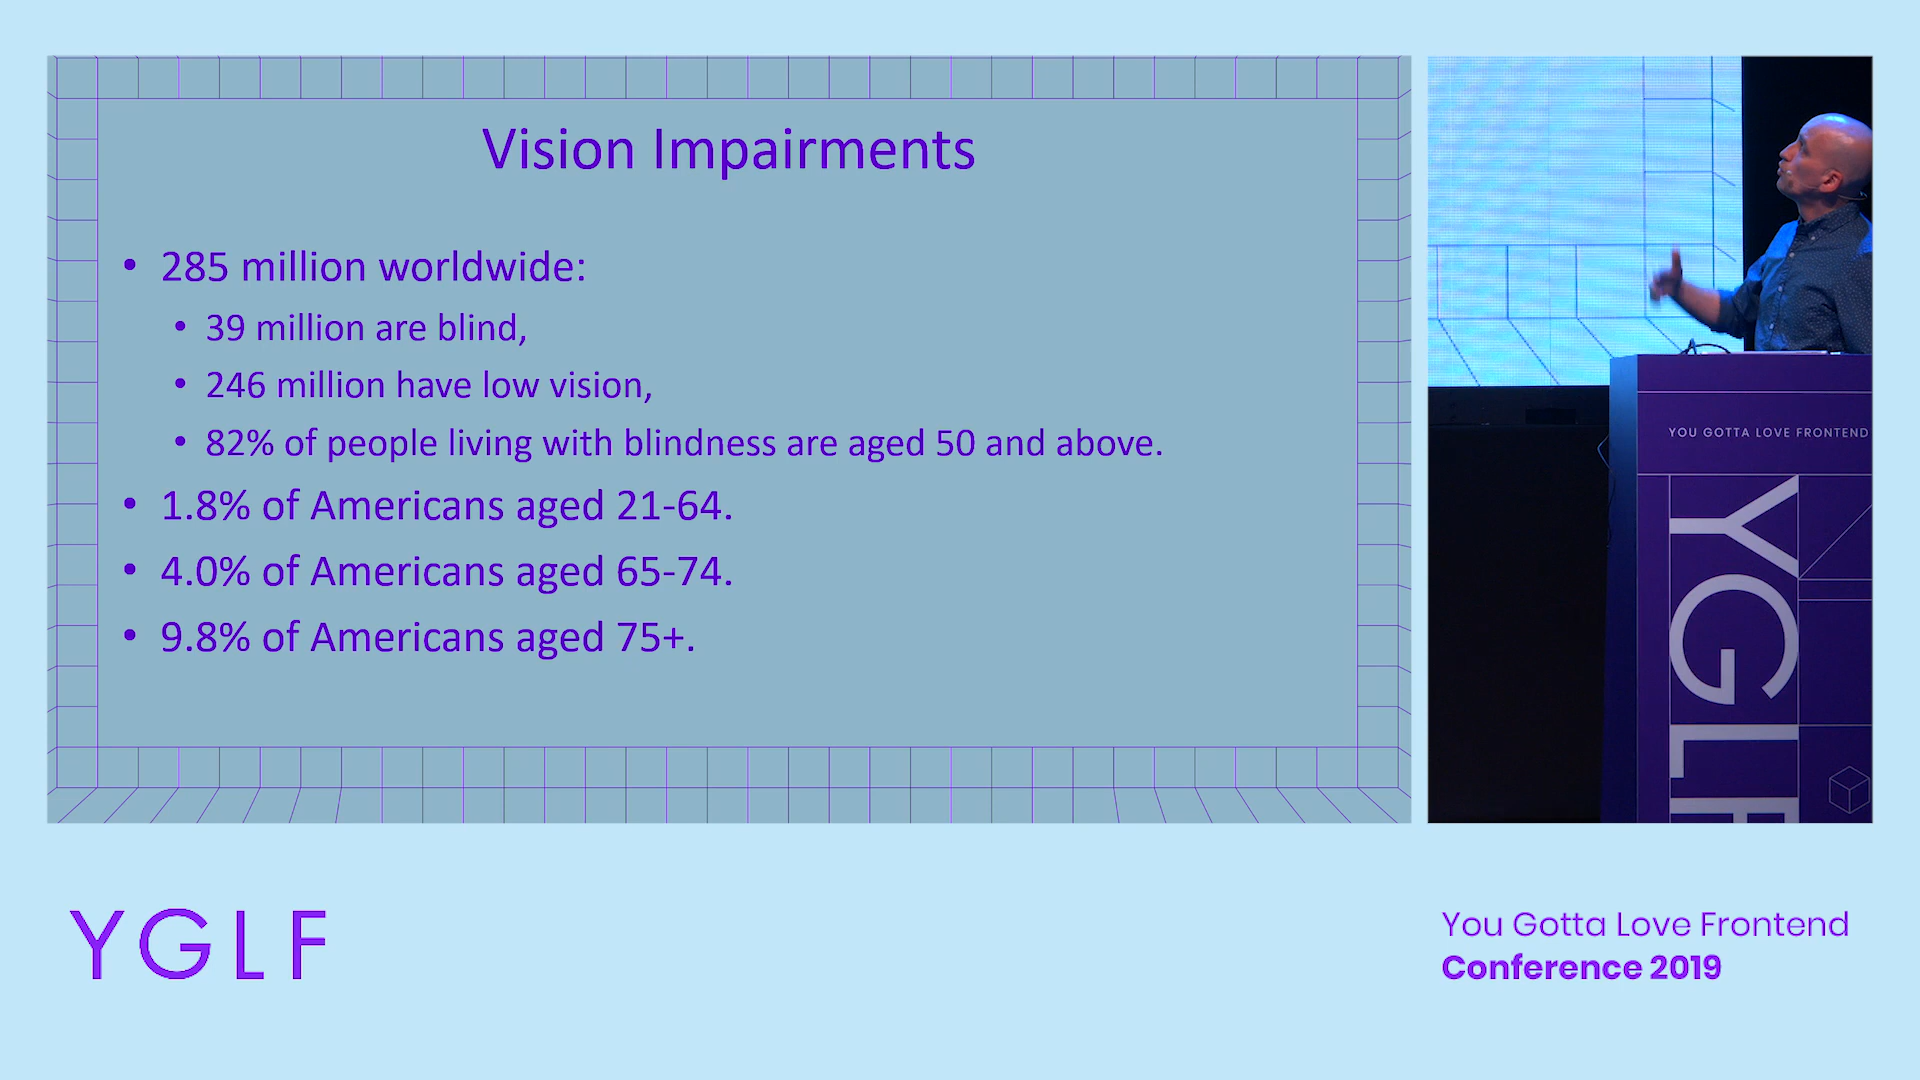 Vision Impairments
• 285 million worldwide:
• 39 million are blind,
• 246 million have low vision,
• 82% of people living with blindness are aged 50 and above.
• 1.8% of Americans aged 21-64.
• 4.0% of Americans aged 65-74.
• 9.8% of Americans aged 75+.
YOU GOTTA LOVE FRONTEND
YGLF
YGLF
You Gotta Love Frontend
Conference 2019